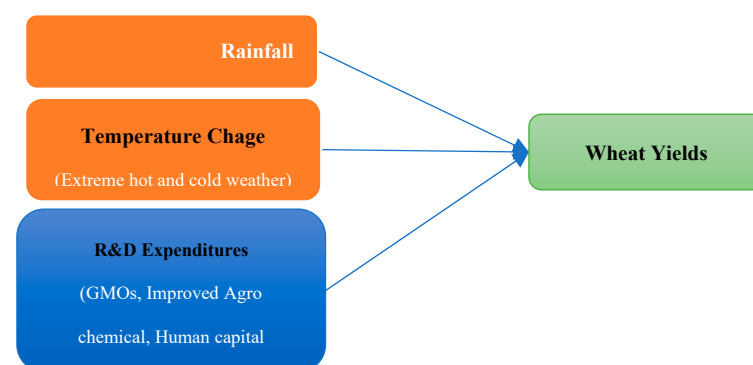 Rainfall
Temperature Chage
(Extreme hot and cold weather)
Wheat Yields
R&D Expenditures
(GMOs, Improved Agro
chemical, Human capital